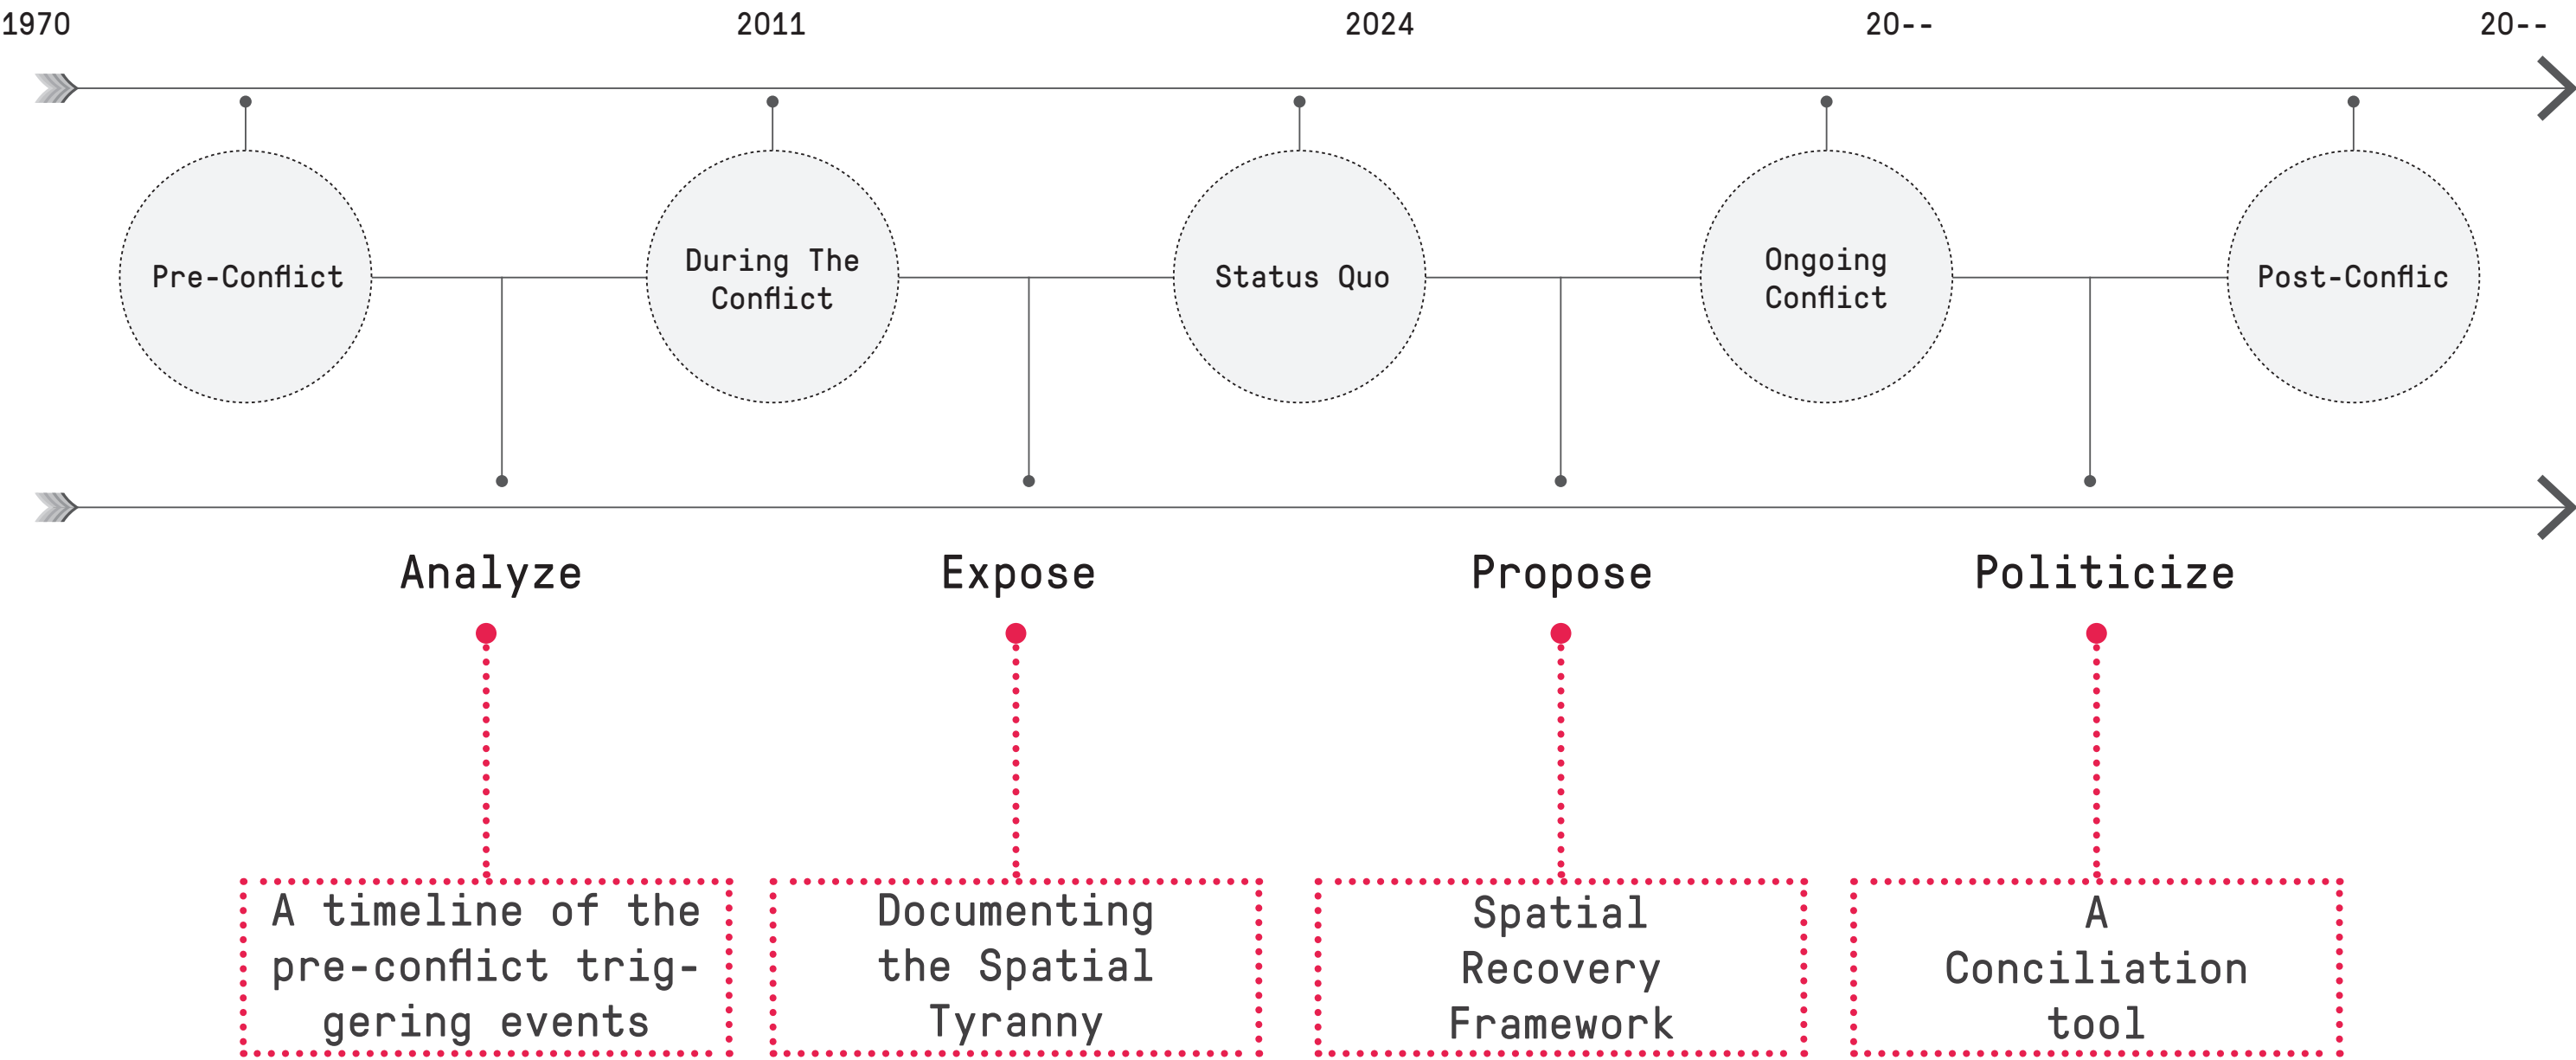 1970 2011 2024 20-- 20--
Pre-Conflict
During The
Conflict
Status Quo
Ongoing
Conflict
Post-Conflic
Analyze Expose Propose Politicize
A timeline of the
pre-conflict trig-
gering events
Documenting
the Spatial
Tyranny
Spatial
Recovery
Framework
A
Conciliation
tool